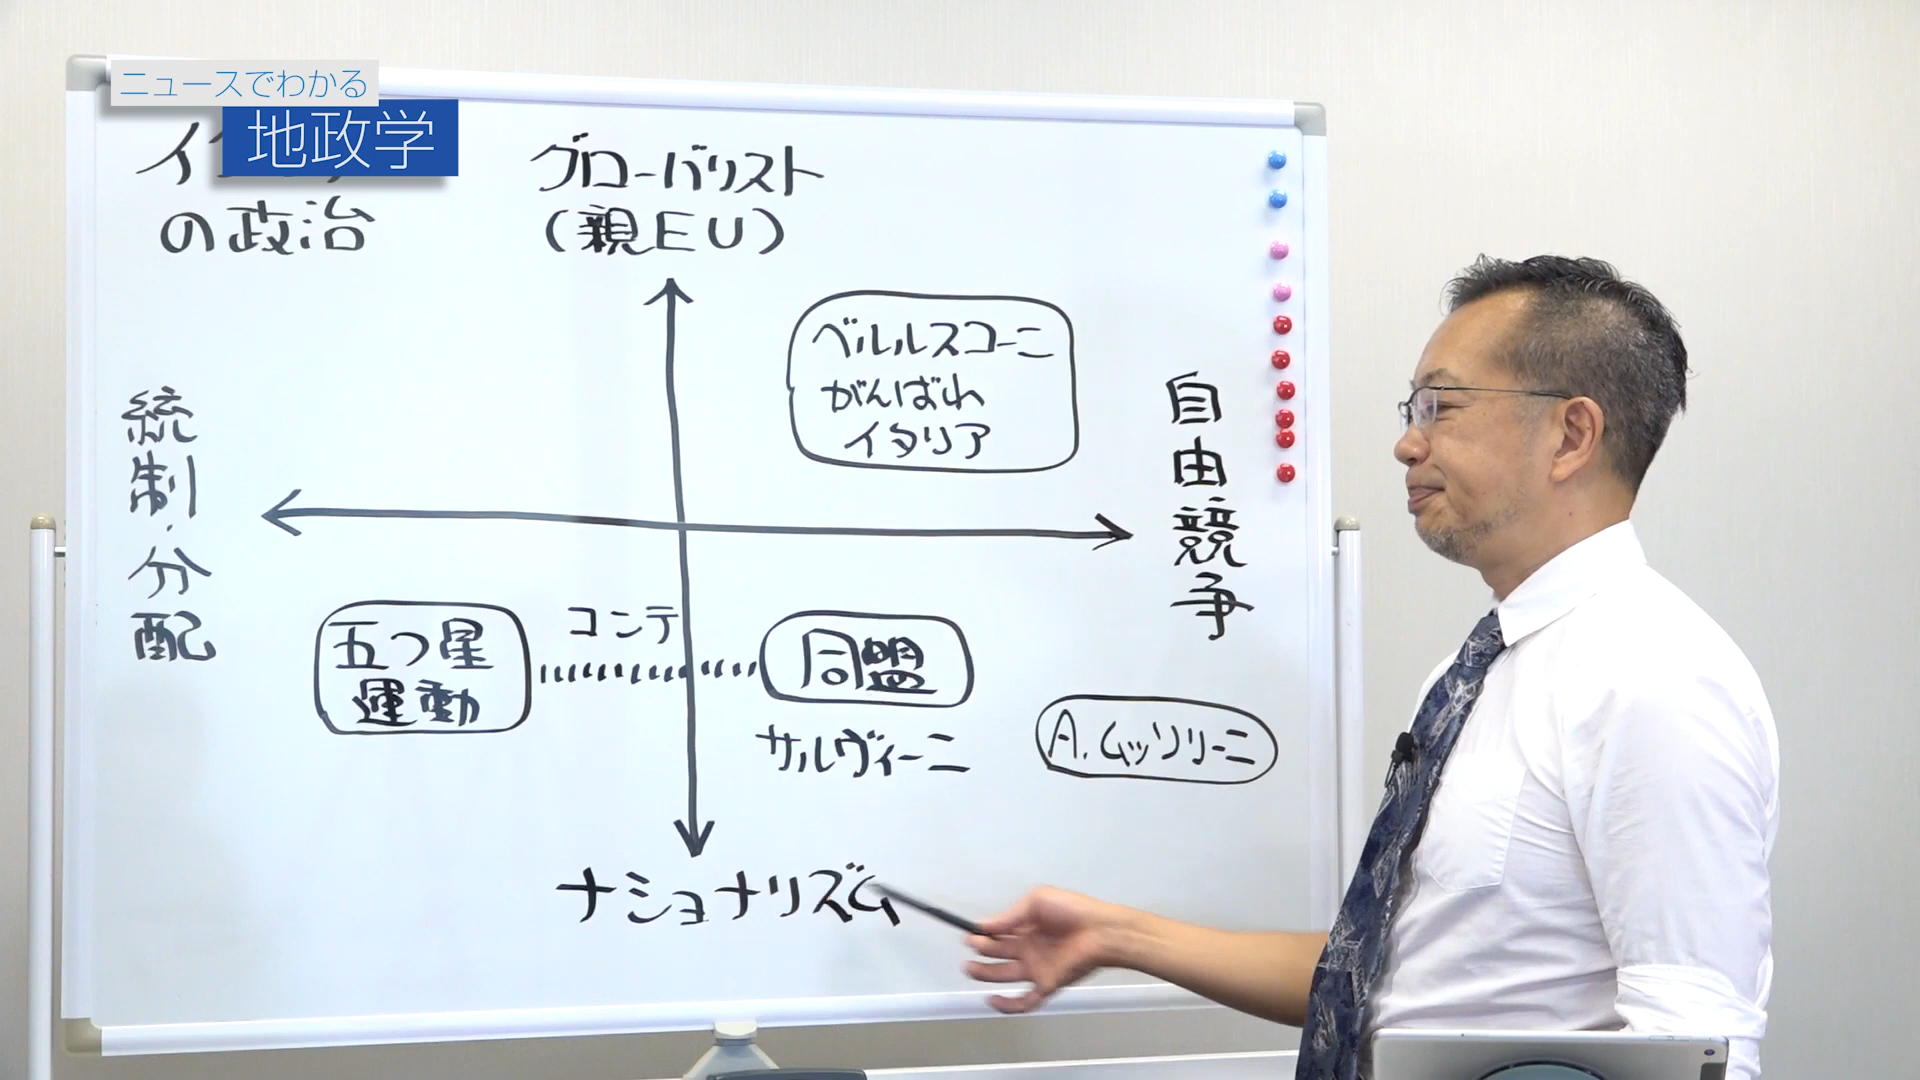 ニュースでわかる
地政学
の政治
グローバリスト
(親EU)
ベルルスコーニ
がんばれ
イタリア
自由競争
統制・分配
五つ星
運動
コンテ
同盟
サルヴィーニ
A.ムッソリーニ
ナショナリズム